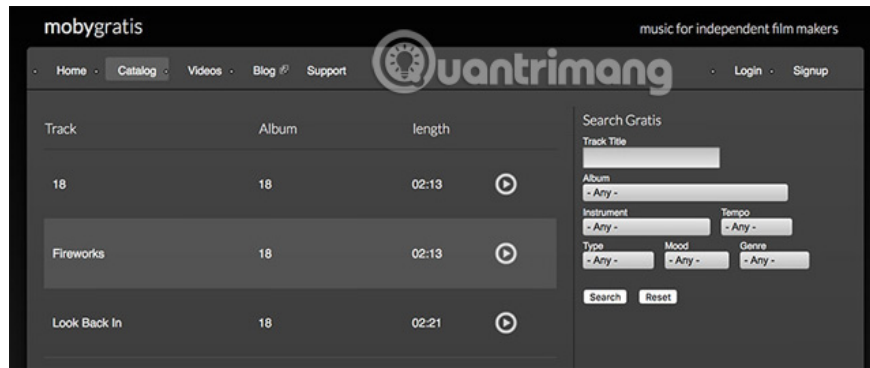 mobygratis
music for independent film makers
Home Catalog Videos Blog Support
Login Signup
Quantrimang
Track Album length
18 18 02:13
Fireworks 18 02:13
Look Back In 18 02:21
Search Gratis
Track Title
Album
- Any -
Instrument Tempo
- Any - - Any -
Type Mood Genre
- Any - - Any - - Any -
Search Reset